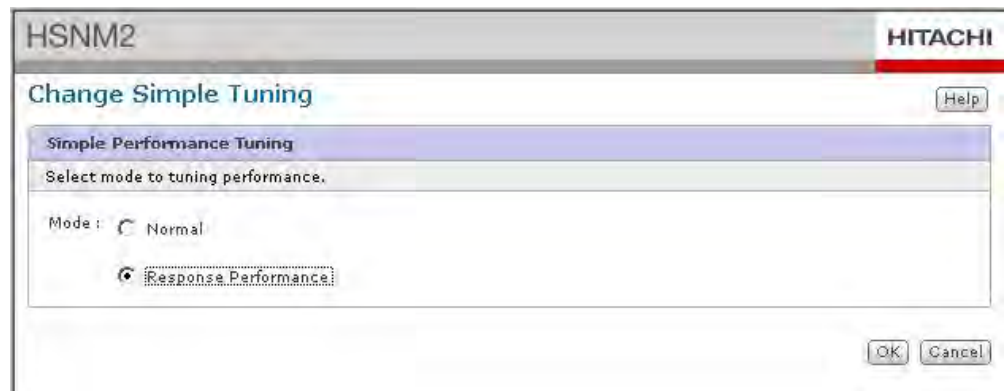 HSNM2
HITACHI
Change Simple Tuning
Help
Simple Performance Tuning
Select mode to tuning performance.
Mode : Normal
Response Performance
OK Cancel